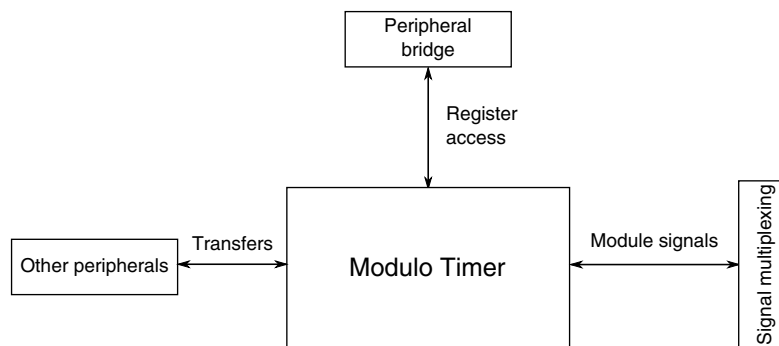 Peripheral
bridge
Register
access
Transfers
Module signals
Other peripherals
Modulo Timer
Signal multiplexing